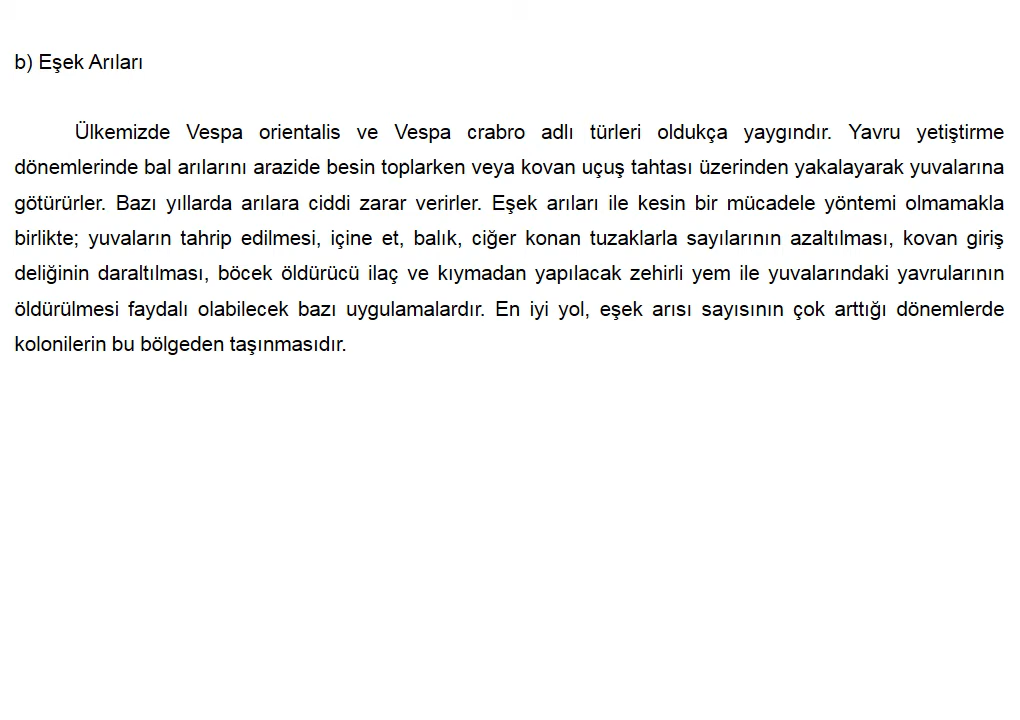 b) Eşek Arıları
Ülkemizde Vespa orientalis ve Vespa crabro adlı türleri oldukça yaygındır. Yavru yetiştirme
dönemlerinde bal arılarını arazide besin toplarken veya kovan uçuş tahtası üzerinden yakalayarak yuvalarına
götürürler. Bazı yıllarda arılara ciddi zarar verirler. Eşek arıları ile kesin bir mücadele yöntemi olmamakla
birlikte; yuvaların tahrip edilmesi, içine et, balık, ciğer konan tuzaklarla sayılarının azaltılması, kovan giriş
deliğinin daraltılması, böcek öldürücü ilaç ve kıymadan yapılacak zehirli yem ile yuvalarındaki yavrularının
öldürülmesi faydalı olabilecek bazı uygulamalardır. En iyi yol, eşek arısı sayısının çok arttığı dönemlerde
kolonilerin bu bölgeden taşınmasıdır.